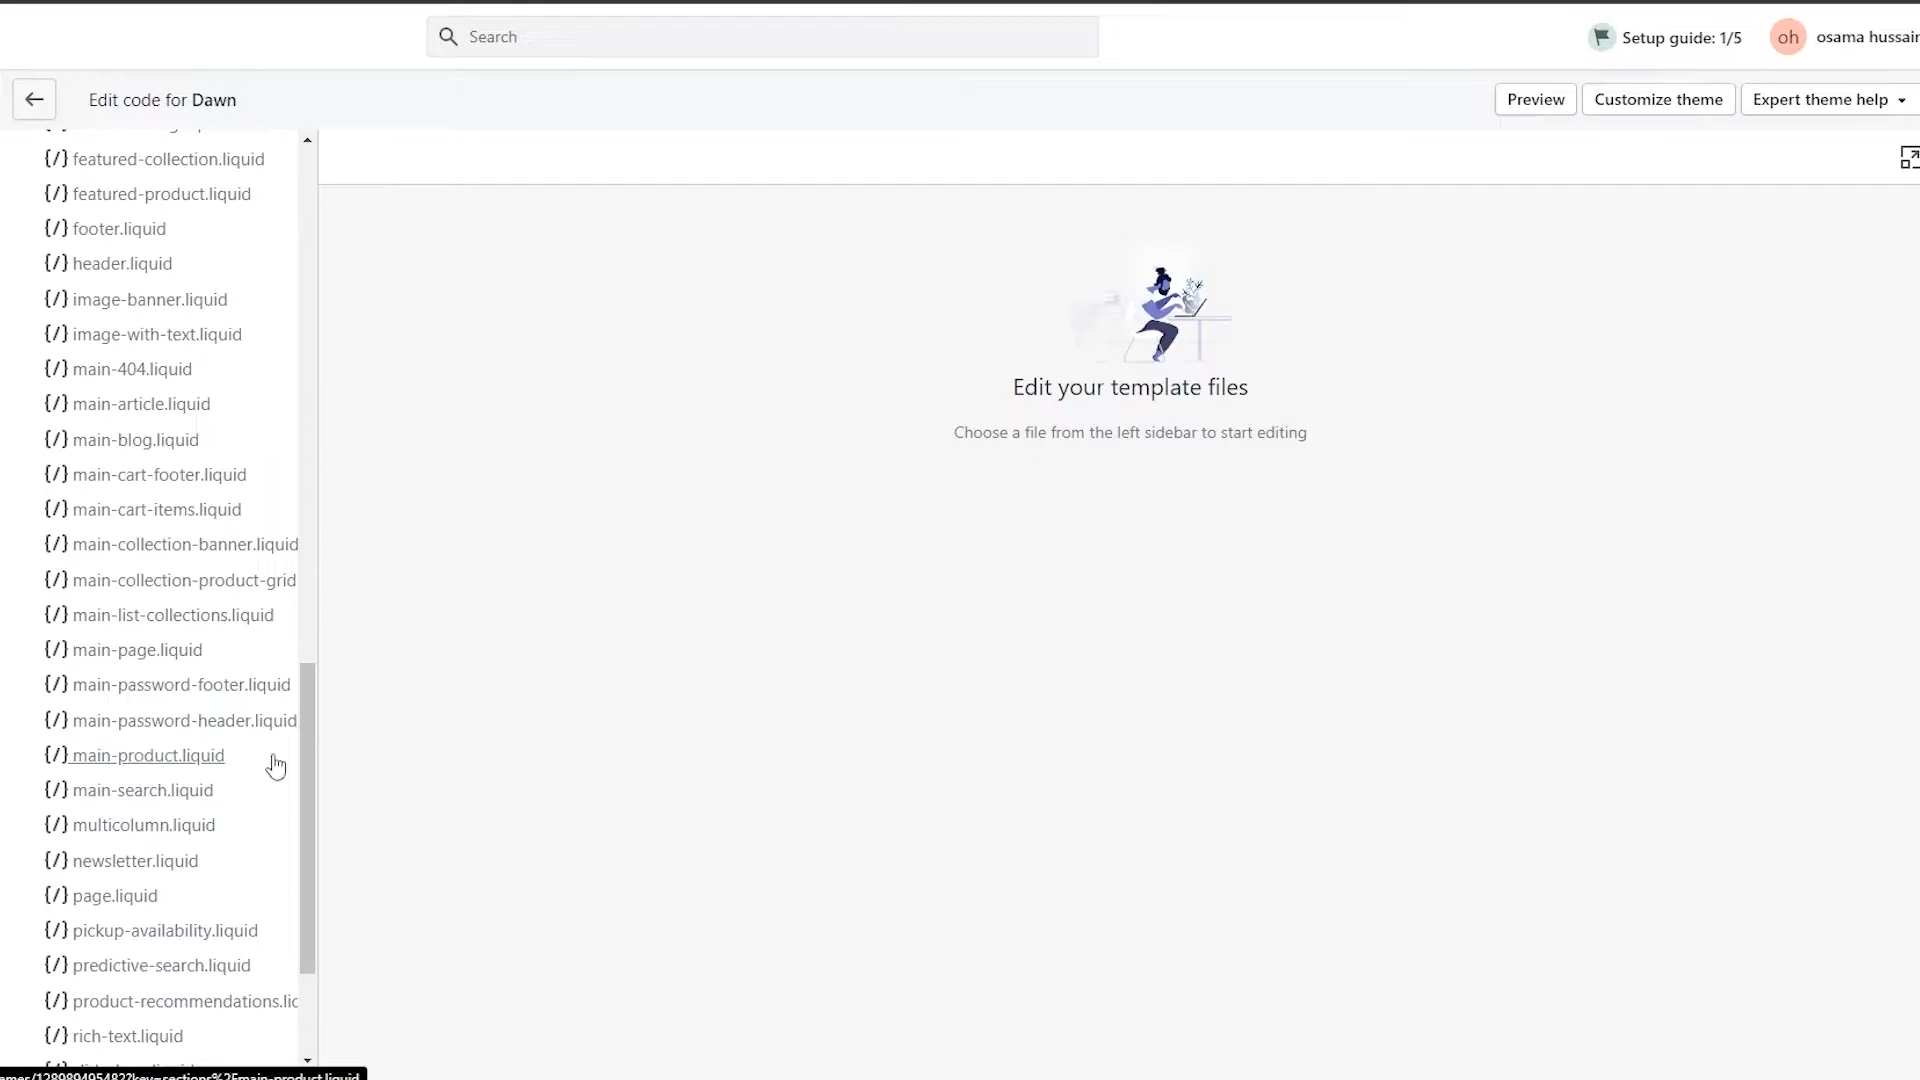 Search
Setup guide: 1/5
oh
osama hussain
Edit code for Dawn
Preview
Customize theme
Expert theme help
{/} featured-collection.liquid
{/} featured-product.liquid
{/} footer.liquid
{/} header.liquid
{/} image-banner.liquid
{/} image-with-text.liquid
{/} main-404.liquid
{/} main-article.liquid
{/} main-blog.liquid
{/} main-cart-footer.liquid
{/} main-cart-items.liquid
{/} main-collection-banner.liquid
{/} main-collection-product-grid
{/} main-list-collections.liquid
{/} main-page.liquid
{/} main-password-footer.liquid
{/} main-password-header.liquid
{/} main-product.liquid
{/} main-search.liquid
{/} multicolumn.liquid
{/} newsletter.liquid
{/} page.liquid
{/} pickup-availability.liquid
{/} predictive-search.liquid
{/} product-recommendations.lic
{/} rich-text.liquid
Edit your template files
Choose a file from the left sidebar to start editing